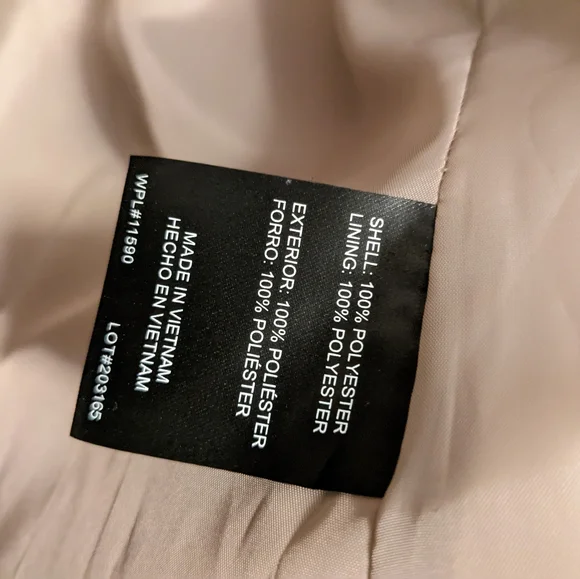 SHELL: 100% POLYESTER
LINING: 100% POLYESTER
EXTERIOR: 100% POLIÉSTER
FORRO: 100% POLIÉSTER
MADE IN VIETNAM
HECHO EN VIETNAM
WPL#11590 LOT#203165